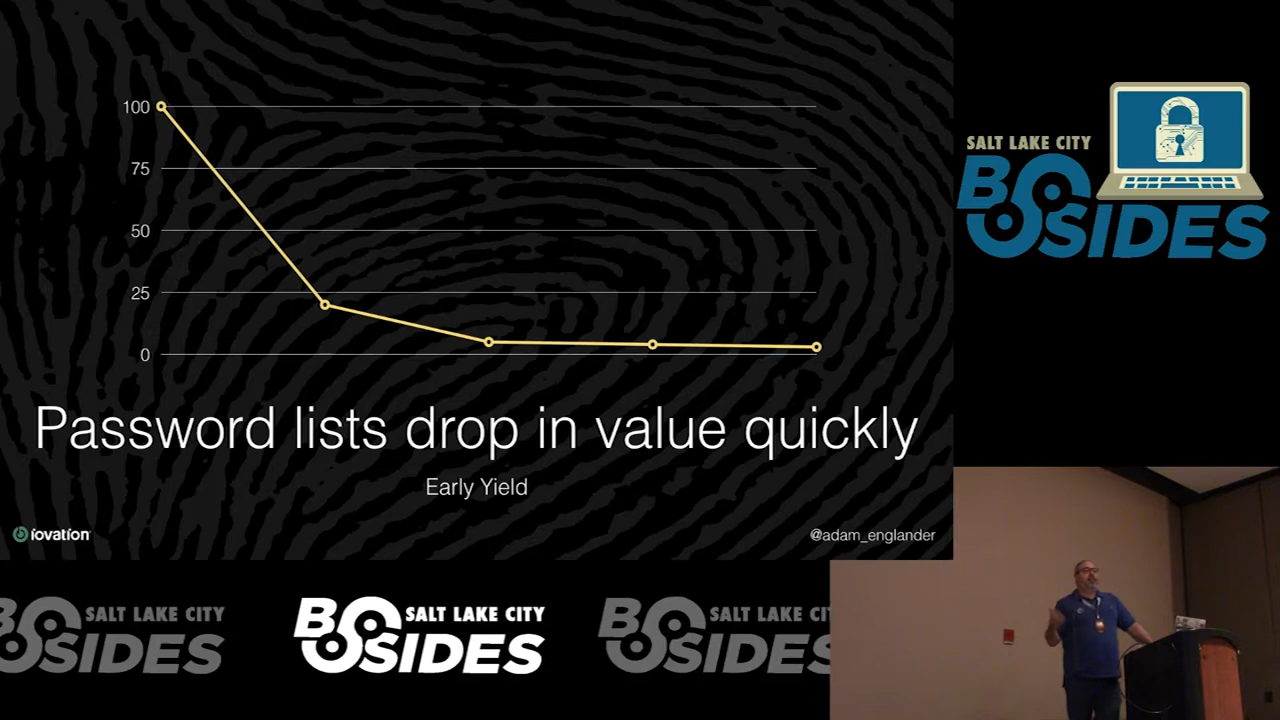 100
75
50
25
0
Password lists drop in value quickly
Early Yield
iovation
@adam_englander
SALT LAKE CITY
BSIDES
SALT LAKE CITY
BSIDES
SALT LAKE CITY
BSIDES
SALT LAKE CITY
BSIDES